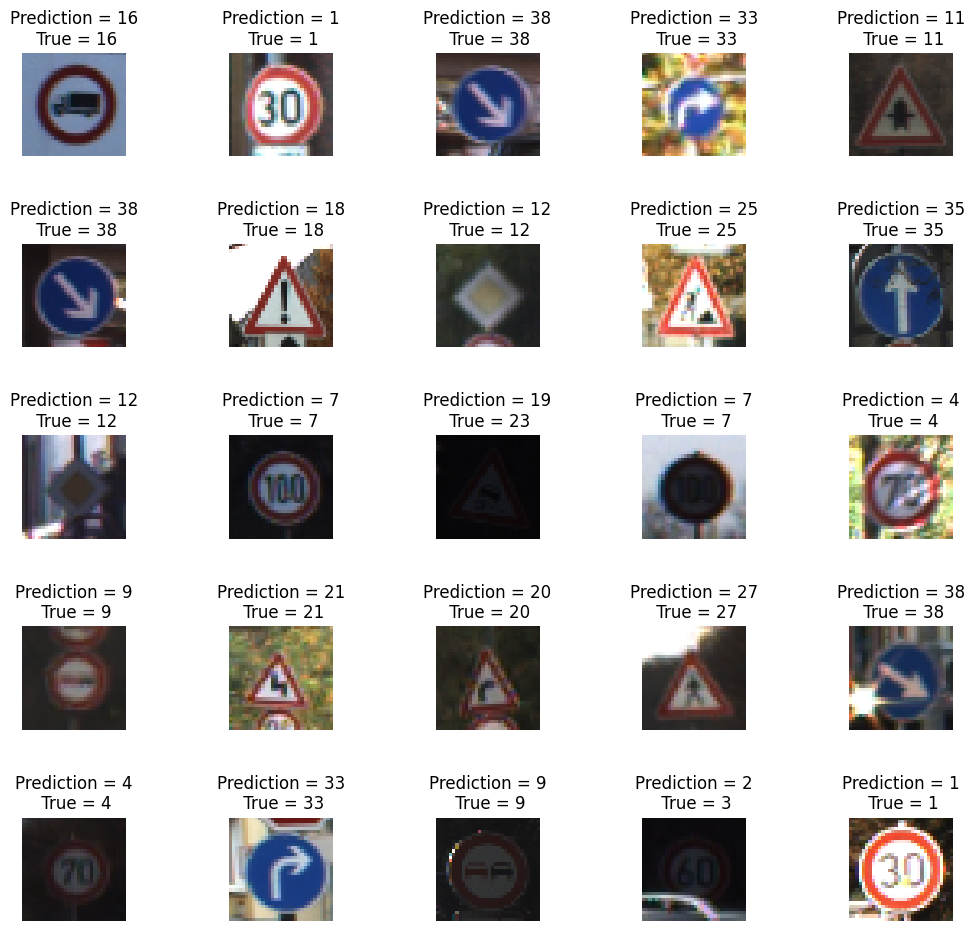 Prediction = 16
True = 16
Prediction = 1
True = 1
Prediction = 38
True = 38
Prediction = 33
True = 33
Prediction = 11
True = 11
30
Prediction = 38
True = 38
Prediction = 18
True = 18
Prediction = 12
True = 12
Prediction = 25
True = 25
Prediction = 35
True = 35
Prediction = 12
True = 12
Prediction = 7
True = 7
Prediction = 19
True = 23
Prediction = 7
True = 7
Prediction = 4
True = 4
100
100
70
Prediction = 9
True = 9
Prediction = 21
True = 21
Prediction = 20
True = 20
Prediction = 27
True = 27
Prediction = 38
True = 38
Prediction = 4
True = 4
Prediction = 33
True = 33
Prediction = 9
True = 9
Prediction = 2
True = 3
Prediction = 1
True = 1
70
60
30